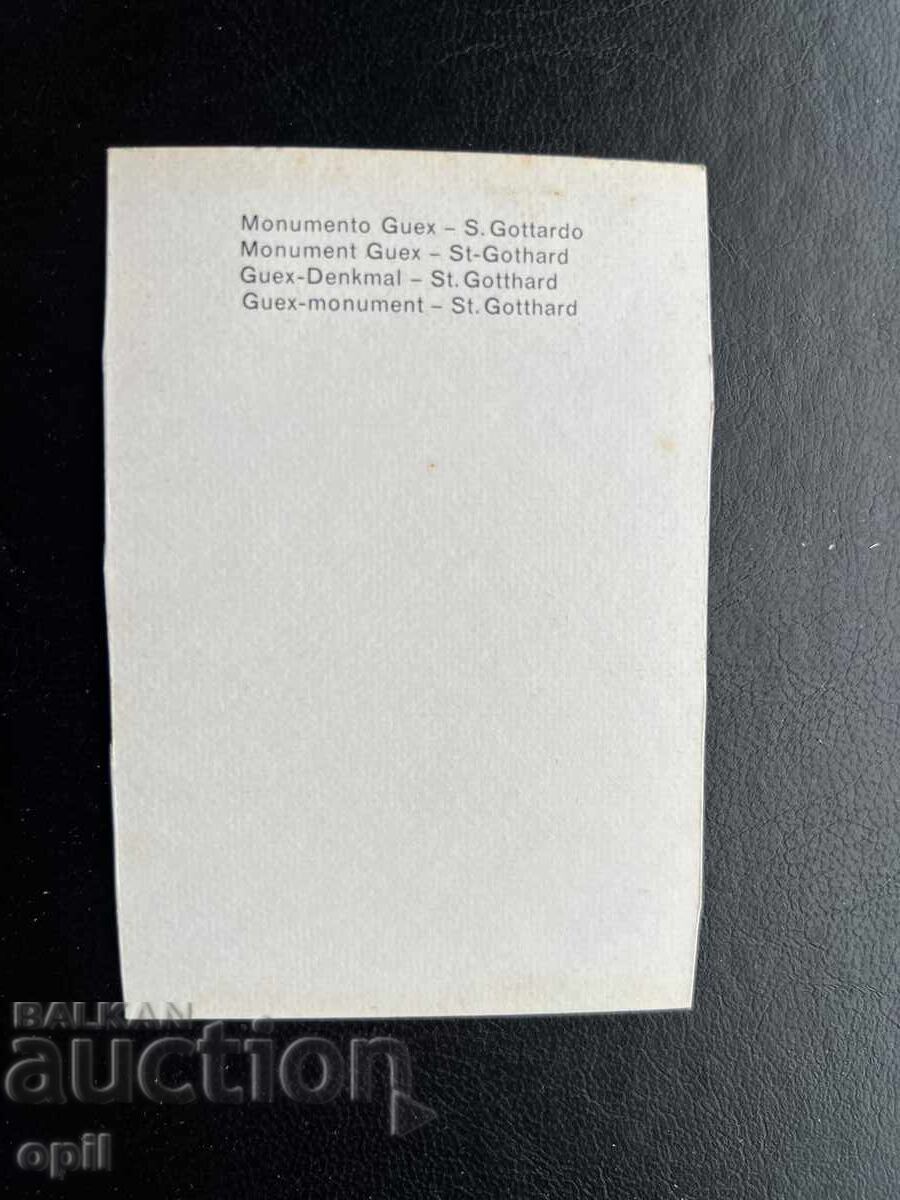 Monumento Guex – S. Gottardo
Monument Guex – St-Gothard
Guex-Denkmal – St. Gotthard
Guex-monument – St. Gotthard
BALKAN
auction
opil